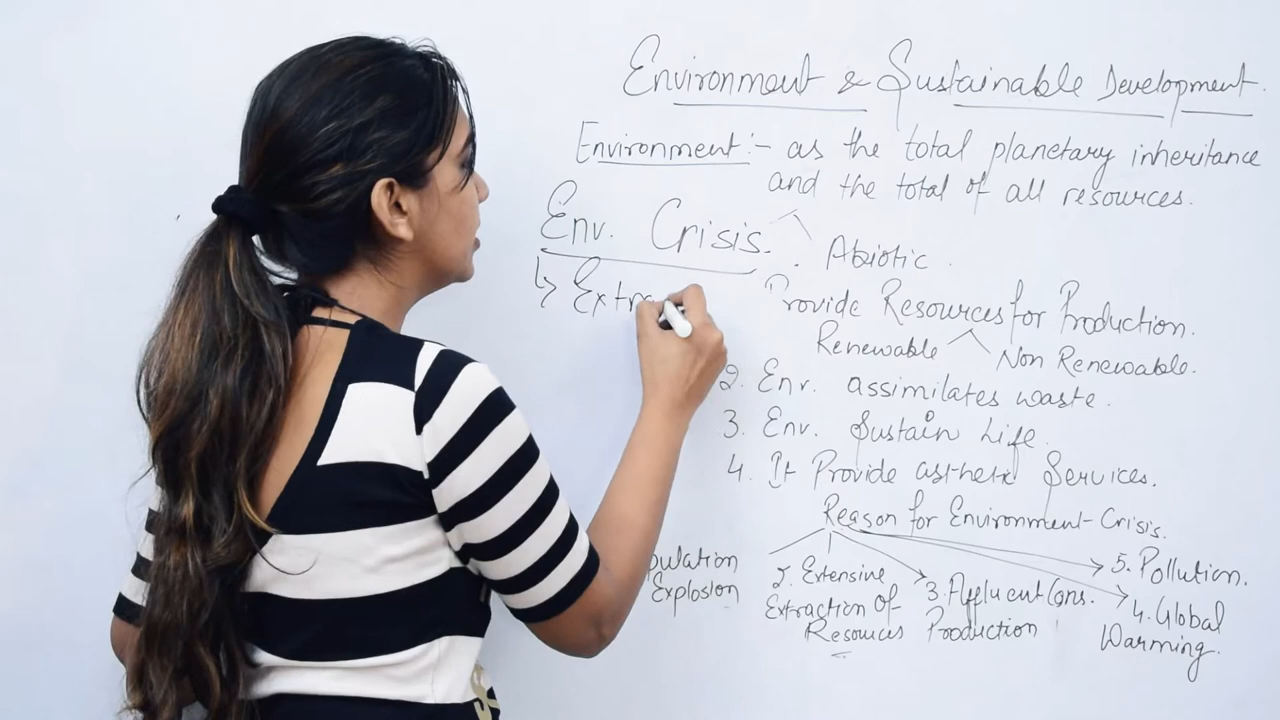 Environment & Sustainable Development.
Environment:- as the total planetary inheritance
and the total of all resources.
Env. Crisis.
Abiotic
↳ Extra
Provide Resources for Production.
Renewable
Non Renewable.
2. Env. assimilates waste.
3. Env. Sustain Life.
4. It Provide asthetic Services.
Reason for Environment-Crisis.
pulation
Explosion
2. Extensive
Extraction Of
Resources
3. Affluent Cons.
Production
5. Pollution.
4. Global
Warming.